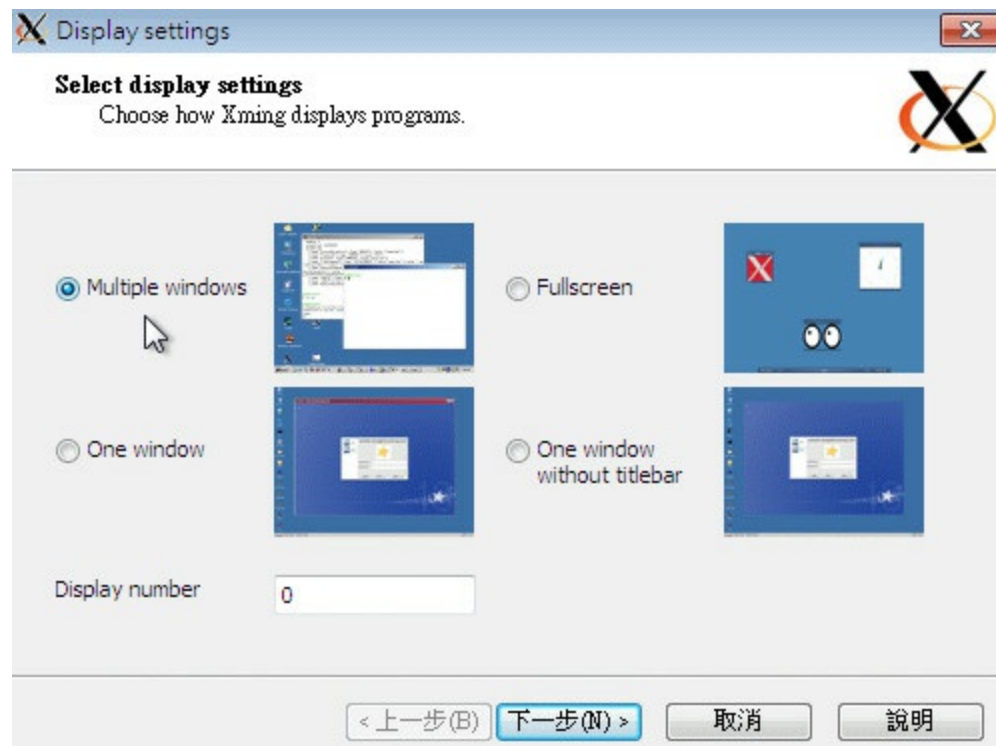 Display settings
Select display settings
Choose how Xming displays programs.
Multiple windows
Fullscreen
One window
One window
without titlebar
Display number
0
<上一步(B)
下一步(N)>
取消
說明